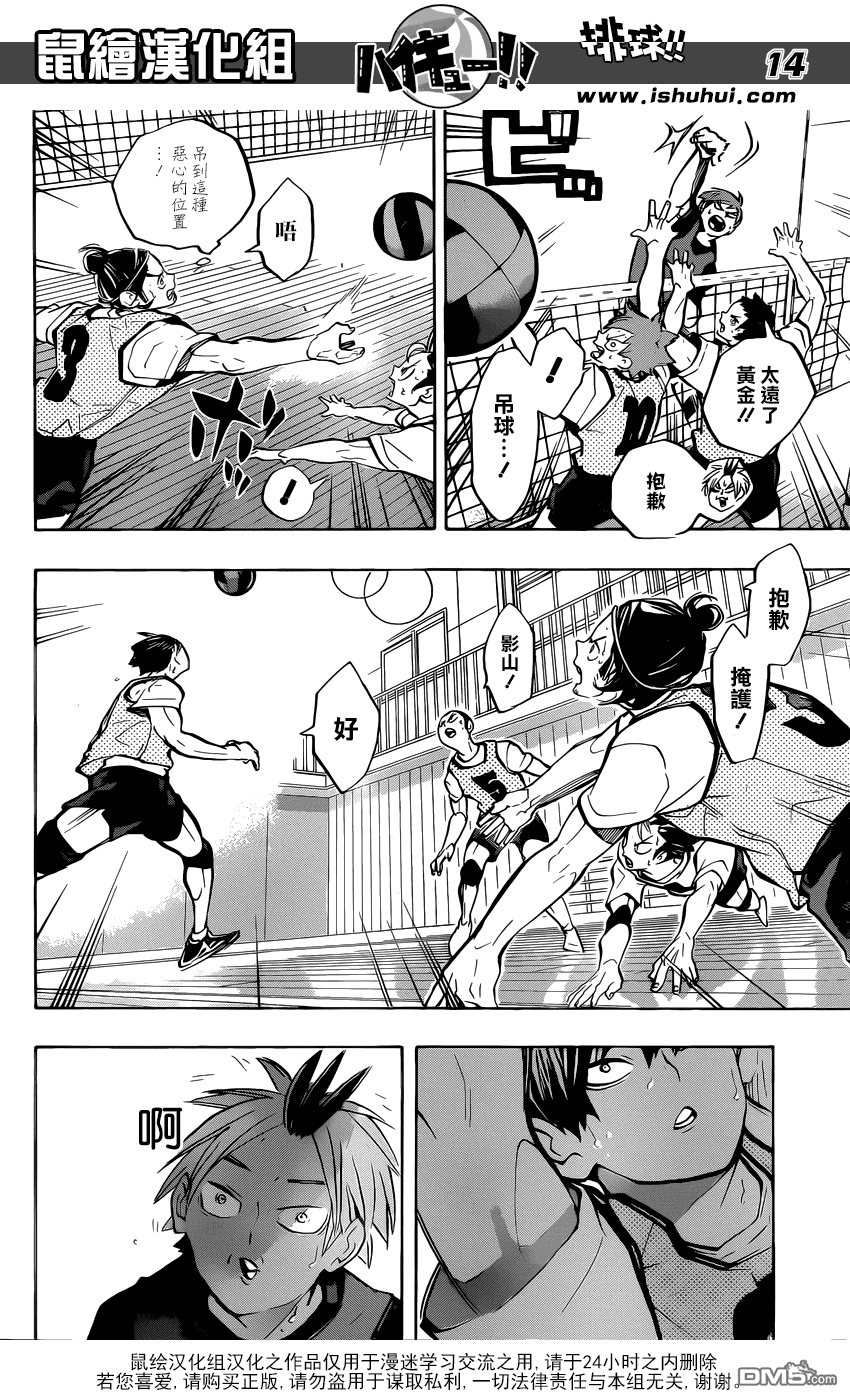 鼠繪漢化組
ハイキュー!!
排球!!
14
www.ishuhui.com
太遠了
黃金!!
抱歉
!
吊球…!
唔
吊到這種
惡心的位置
…!
!
抱歉
掩護!
影山!
好
啊
鼠绘汉化组汉化之作品仅用于漫迷学习交流之用,请于24小时之内删除
若您喜爱,请购买正版,请勿盗用于谋取私利,一切法律责任与本组无关,谢谢。
DM5.com